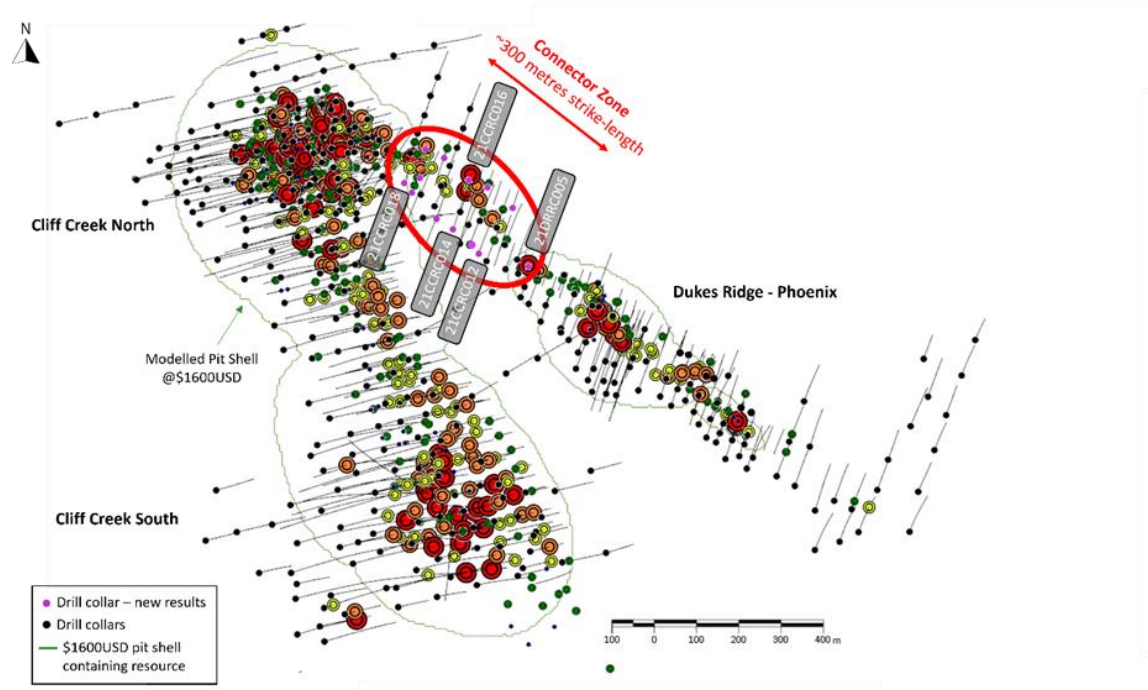 N
Connector Zone
~300 metres strike-length
21CCRC016
21DRRC005
21CCRC018
21CCRC014
21CCRC012
Cliff Creek North
Dukes Ridge - Phoenix
Modelled Pit Shell
@$1600USD
Cliff Creek South
Drill collar – new results
Drill collars
$1600USD pit shell
containing resource
100 0 100 200 300 400 m